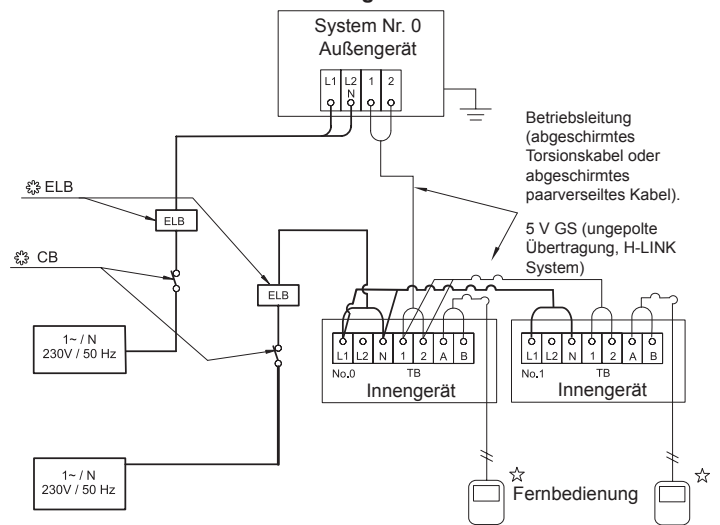 System Nr. 0
Außengerät
L1 L2 N 1 2
Betriebsleitung
(abgeschirmtes
Torsionskabel oder
abgeschirmtes
paarverseiltes Kabel).
5 V GS (ungepolte
Übertragung, H-LINK
System)
ELB
ELB
CB
ELB
1~ / N
230V / 50 Hz
L1 L2 N 1 2 A B
No.0 TB
Innengerät
L1 L2 N 1 2 A B
No.1 TB
Innengerät
1~ / N
230V / 50 Hz
Fernbedienung